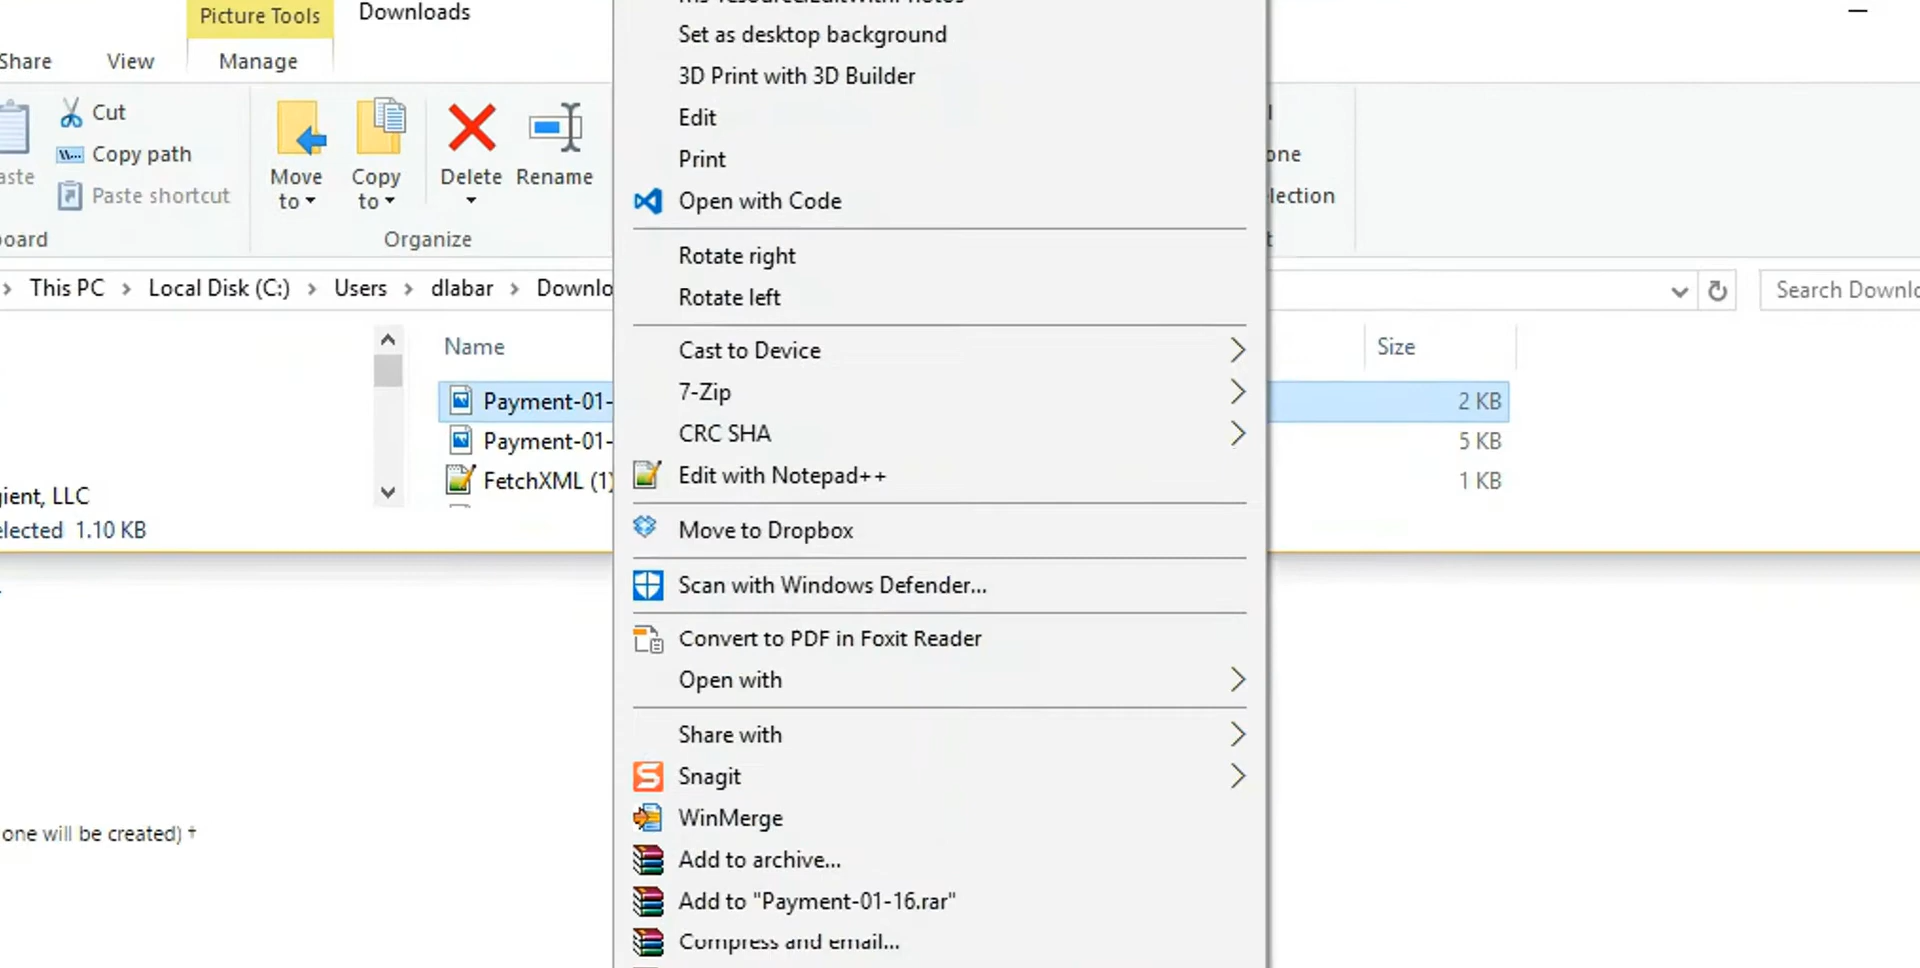 Picture Tools
Downloads
Share
View
Manage
Cut
Copy path
Paste shortcut
Move to
Copy to
Delete
Rename
Organize
This PC
Local Disk (C:)
Users
dlabar
Downlo
Search Downlo
Name
Size
Payment-01-
2 KB
Payment-01-
5 KB
FetchXML (1)
1 KB
gient, LLC
elected 1.10 KB
one will be created) †
Set as desktop background
3D Print with 3D Builder
Edit
Print
Open with Code
Rotate right
Rotate left
Cast to Device
7-Zip
CRC SHA
Edit with Notepad++
Move to Dropbox
Scan with Windows Defender...
Convert to PDF in Foxit Reader
Open with
Share with
Snagit
WinMerge
Add to archive...
Add to "Payment-01-16.rar"
Compress and email...
one
lection